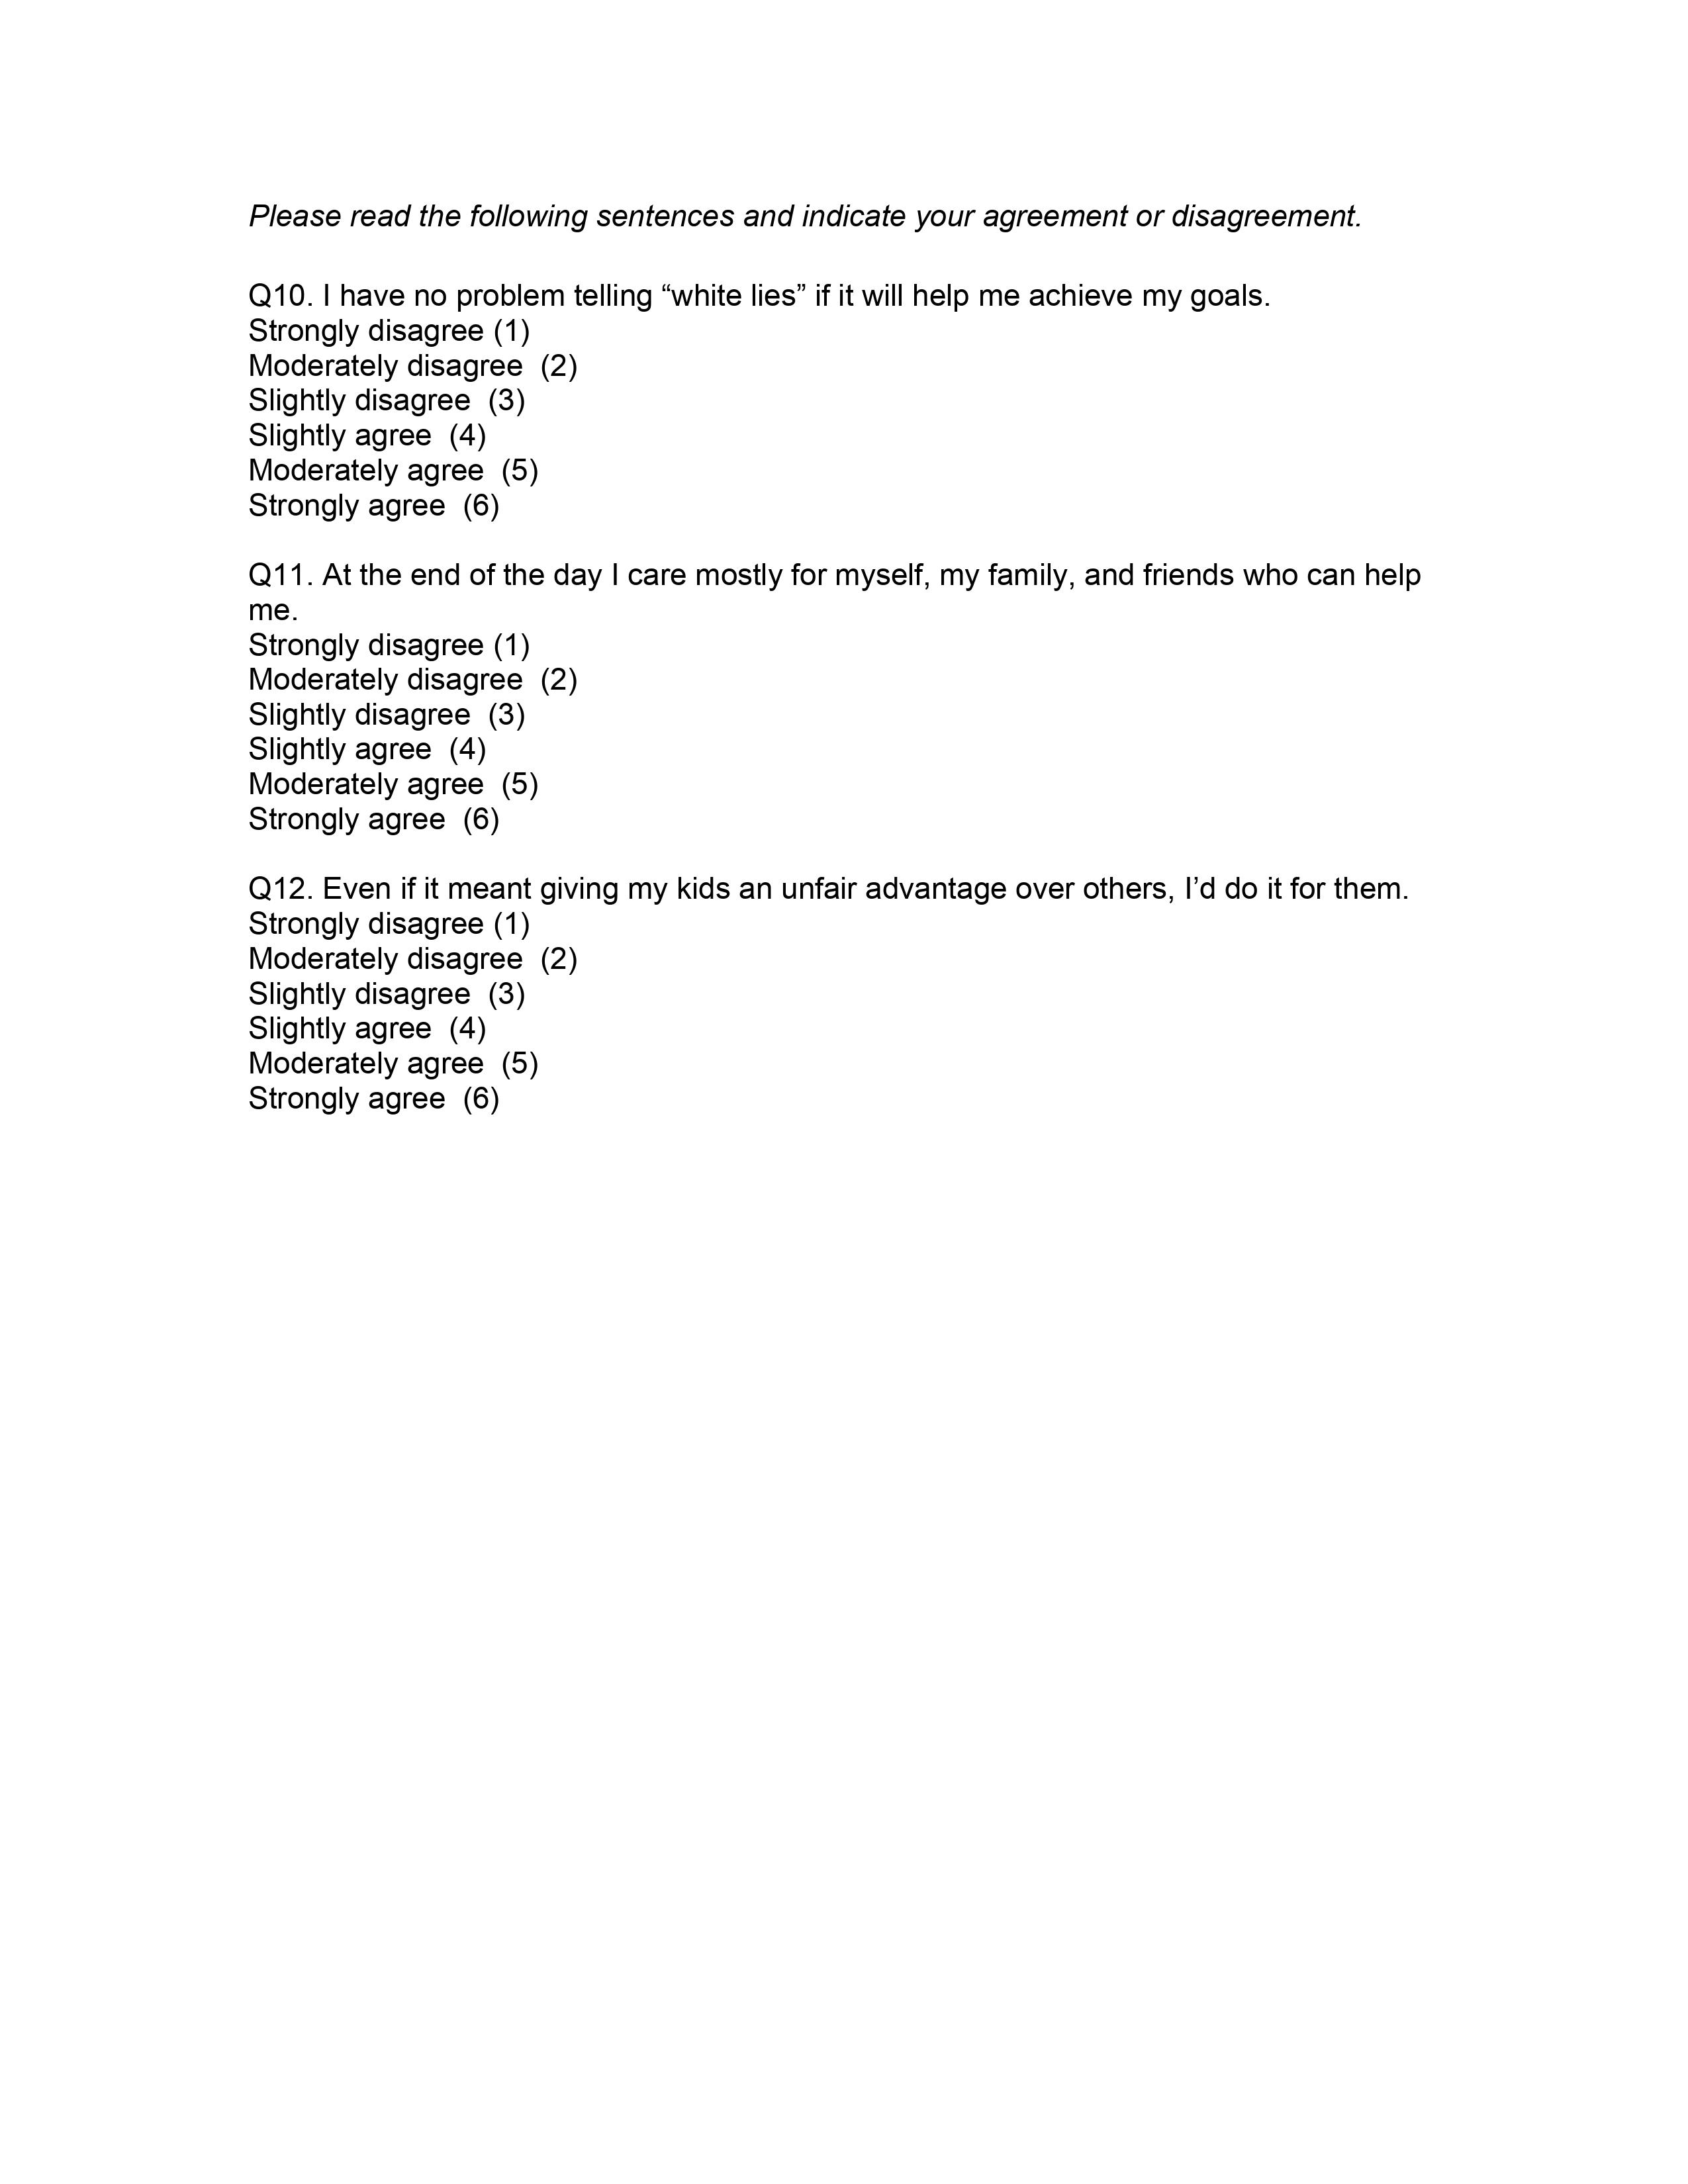 Please read the following sentences and indicate your agreement or disagreement.
Q10. I have no problem telling “white lies” if it will help me achieve my goals.
Strongly disagree (1)
Moderately disagree  (2)
Slightly disagree  (3)
Slightly agree  (4)
Moderately agree  (5)
Strongly agree  (6)
Q11. At the end of the day I care mostly for myself, my family, and friends who can help
me.
Strongly disagree (1)
Moderately disagree  (2)
Slightly disagree  (3)
Slightly agree  (4)
Moderately agree  (5)
Strongly agree  (6)
Q12. Even if it meant giving my kids an unfair advantage over others, I’d do it for them.
Strongly disagree (1)
Moderately disagree  (2)
Slightly disagree  (3)
Slightly agree  (4)
Moderately agree  (5)
Strongly agree  (6)